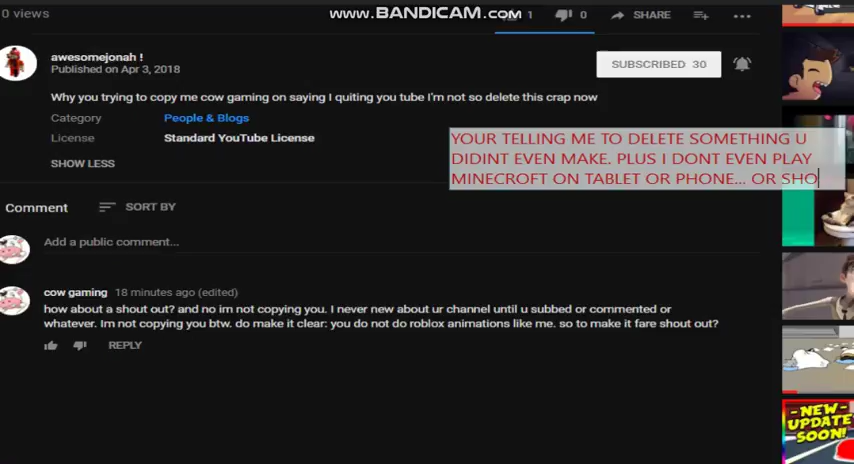 www.BANDICAM.com
0 views
1 0 SHARE
awesomejonah !
Published on Apr 3, 2018
SUBSCRIBED 30
Why you trying to copy me cow gaming on saying I quiting you tube I'm not so delete this crap now
Category People & Blogs
License Standard YouTube License
SHOW LESS
YOUR TELLING ME TO DELETE SOMETHING U
DIDINT EVEN MAKE. PLUS I DONT EVEN PLAY
MINECROFT ON TABLET OR PHONE... OR SHO
Comment SORT BY
Add a public comment...
cow gaming 18 minutes ago (edited)
how about a shout out? and no im not copying you. I never new about ur channel until u subbed or commented or
whatever. Im not copying you btw. do make it clear: you do not do roblox animations like me. so to make it fare shout out?
REPLY
-NEW-
UPDATE
SOON!